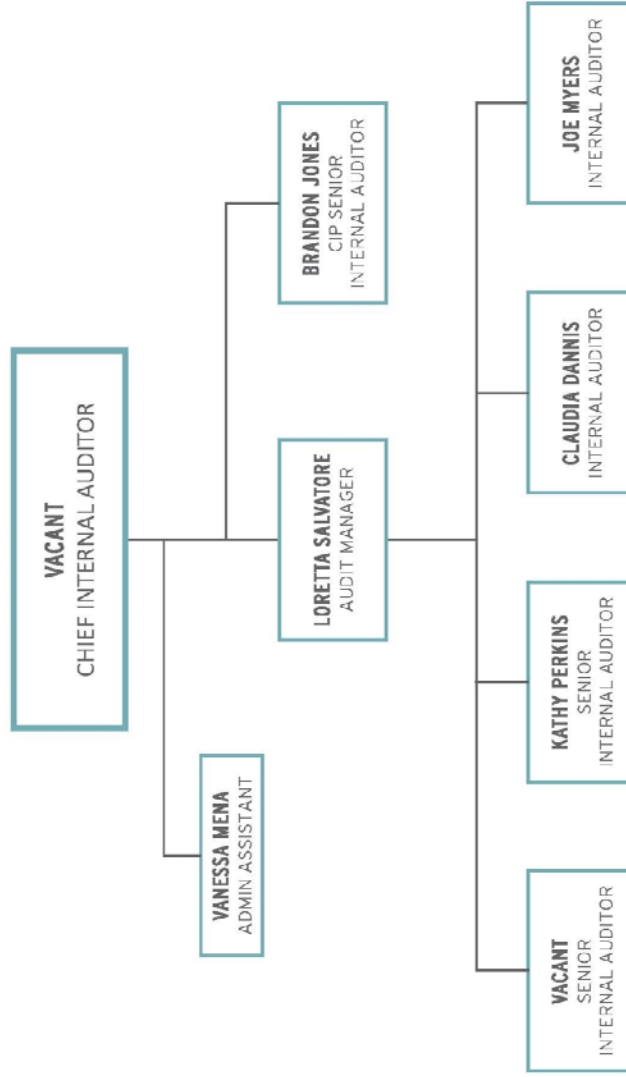 VACANT
CHIEF INTERNAL AUDITOR
VANESSA MENA
ADMIN ASSISTANT
LORETTA SALVATORE
AUDIT MANAGER
BRANDON JONES
CIP SENIOR
INTERNAL AUDITOR
VACANT
SENIOR
INTERNAL AUDITOR
KATHY PERKINS
SENIOR
INTERNAL AUDITOR
CLAUDIA DANNIS
INTERNAL AUDITOR
JOE MYERS
INTERNAL AUDITOR